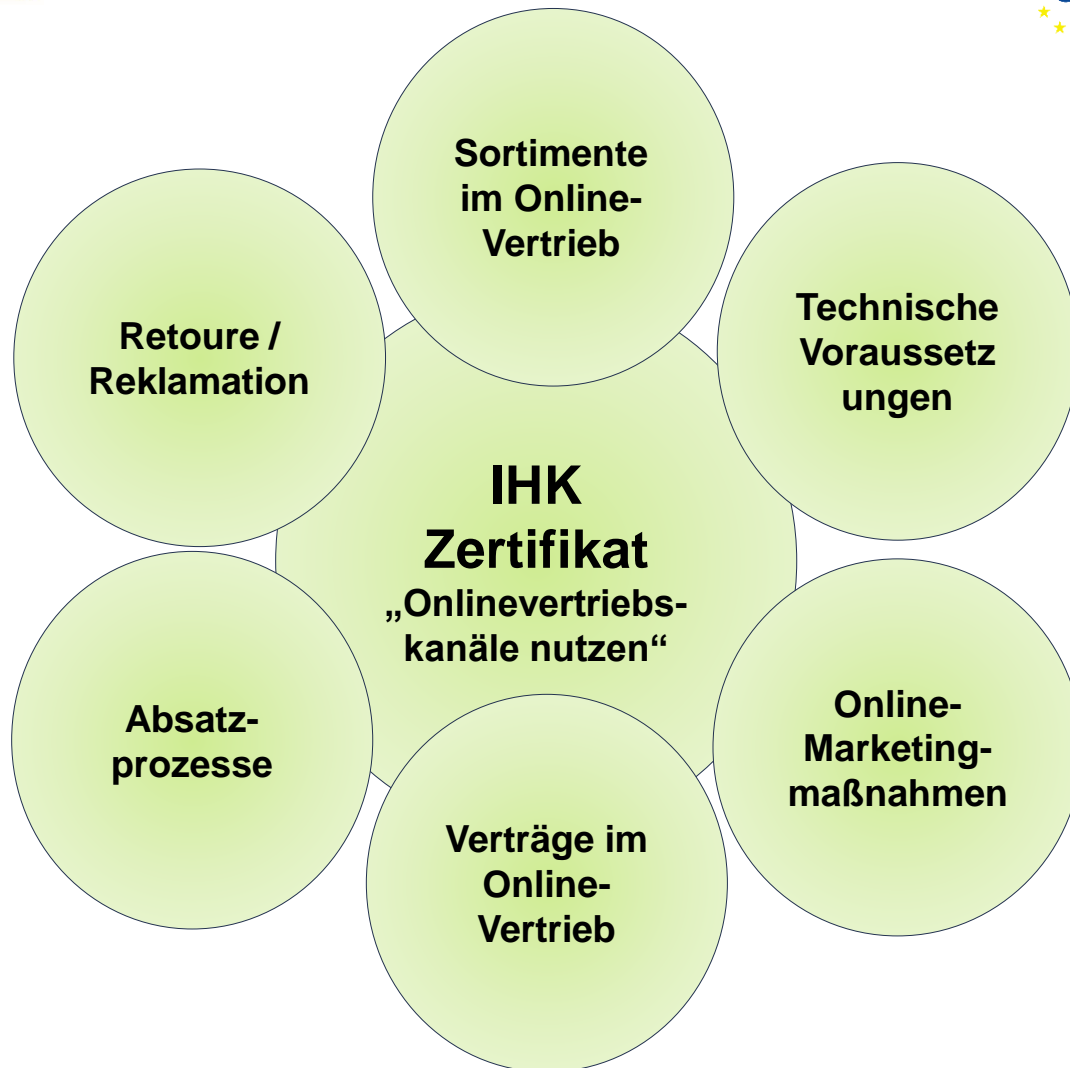 Sortimente
im Online-
Vertrieb
Technische
Voraussetz
ungen
Retoure /
Reklamation
IHK
Zertifikat
„Onlinevertriebs-
kanäle nutzen“
Online-
Marketing-
maßnahmen
Absatz-
prozesse
Verträge im
Online-
Vertrieb